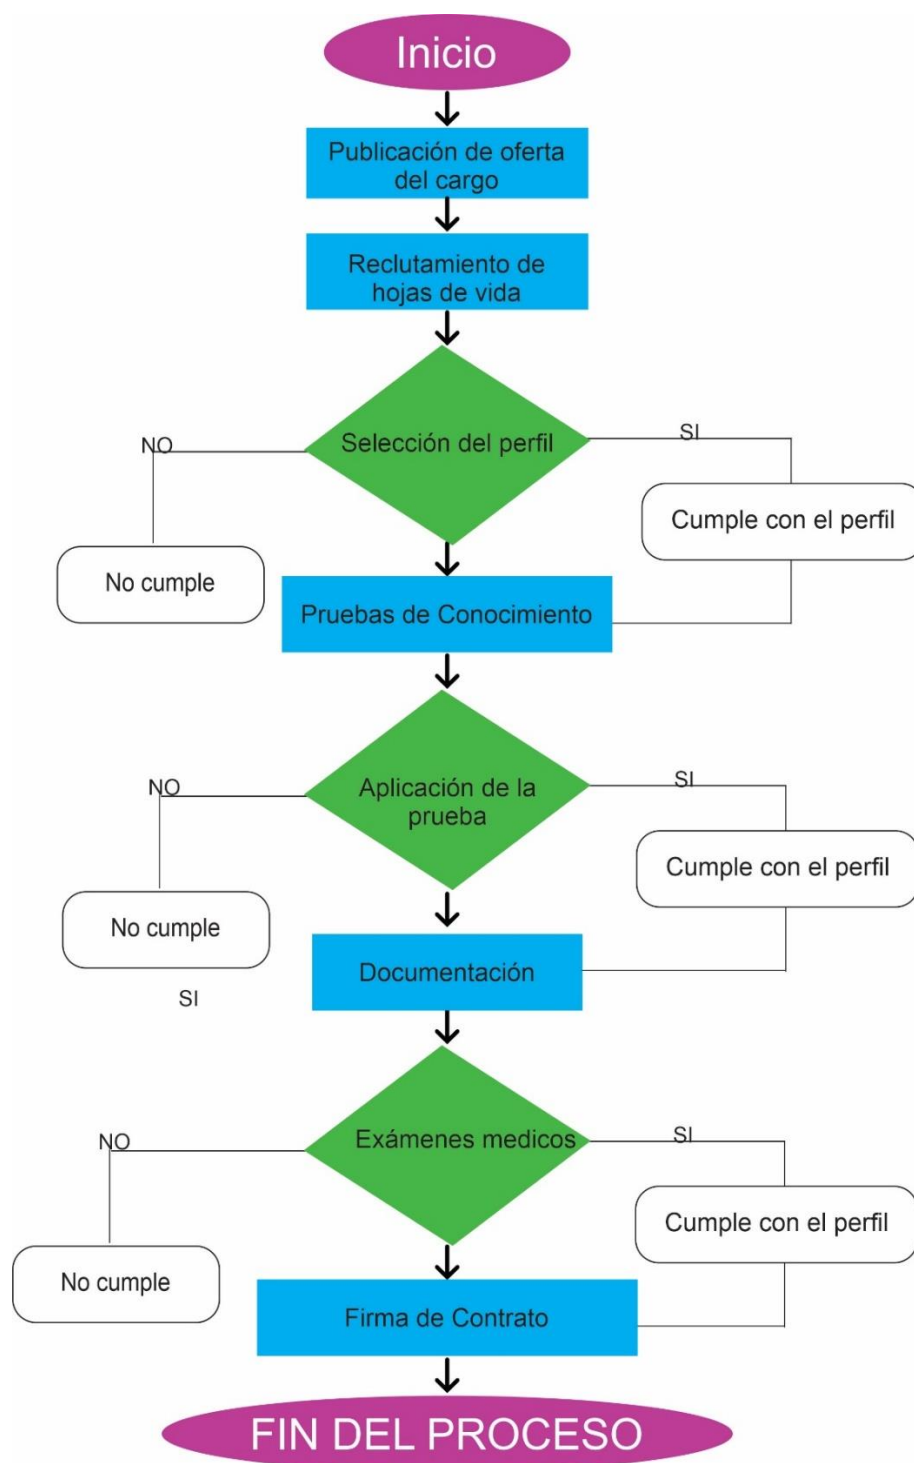 Inicio
Publicación de oferta
del cargo
Reclutamiento de
hojas de vida
NO
Selección del perfil
SI
Cumple con el perfil
No cumple
Pruebas de Conocimiento
NO
Aplicación de la
prueba
SI
Cumple con el perfil
No cumple
Documentación
SI
NO
Exámenes medicos
SI
Cumple con el perfil
No cumple
Firma de Contrato
FIN DEL PROCESO